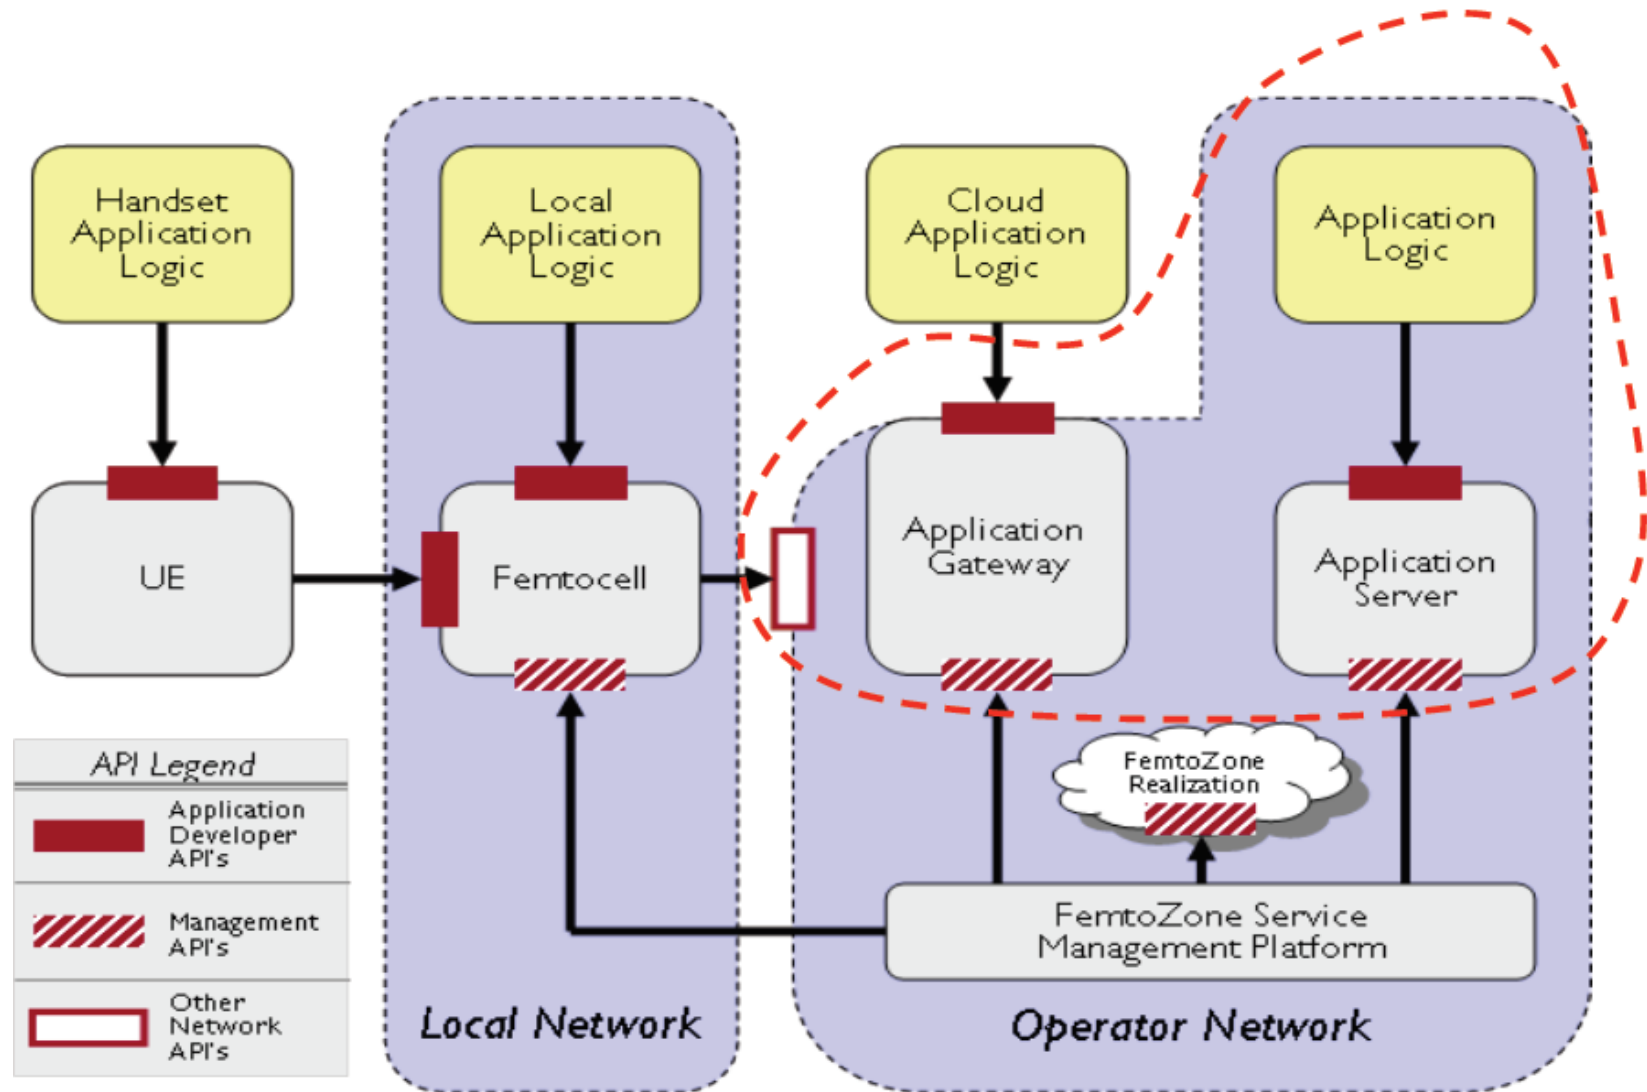 Handset
Application
Logic
Local
Application
Logic
Cloud
Application
Logic
Application
Logic
UE
Femtocell
Application
Gateway
Application
Server
FemtoZone
Realization
FemtoZone Service
Management Platform
API Legend
Application
Developer
API's
Management
API's
Other
Network
API's
Local Network
Operator Network